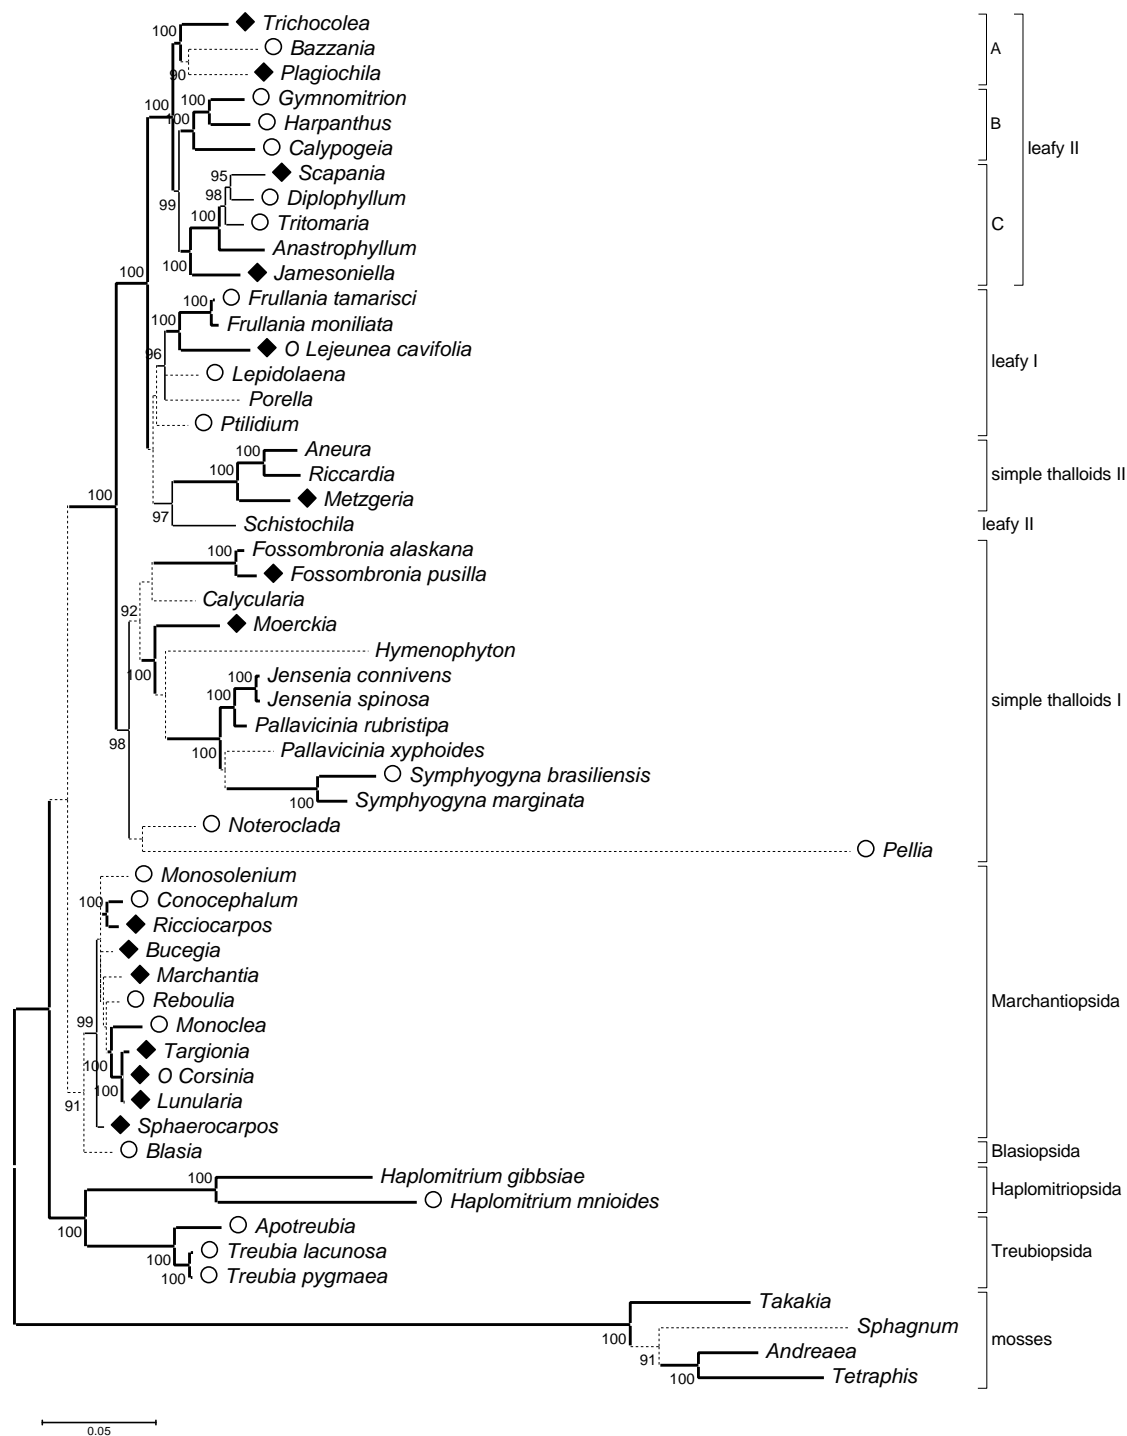 100 Trichocolea
Bazzania
90 Plagiochila
A
100 100 Gymnomitrion
100 Harpanthus
B
Calypogeia
leafy II
95 Scapania
98 Diplophyllum
99
100 Tritomaria
C
Anastrophyllum
100 100 Jamesoniella
100 Frullania tamarisci
100 Frullania moniliata
96 O Lejeunea cavifolia
leafy I
Lepidolaena
Porella
Ptilidium
100 Aneura
100 Riccardia
simple thalloids II
100 Metzgeria
97 Schistochila
leafy II
100 Fossombronia alaskana
Fossombronia pusilla
Calycularia
92 Moerckia
Hymenophyton
100 100 Jensenia connivens
100 Jensenia spinosa
simple thalloids I
Pallavicinia rubristipa
98 100 Pallavicinia xyphoides
Symphyogyna brasiliensis
100 Symphyogyna marginata
Noteroclada
Pellia
Monosolenium
100 Conocephalum
Ricciocarpos
Bucegia
Marchantia
Reboulia
Marchantiopsida
99 Monoclea
Targionia
100 O Corsinia
100 Lunularia
91 Sphaerocarpos
Blasia
Blasiopsida
100 Haplomitrium gibbsiae
Haplomitriopsida
Haplomitrium mnioides
100 Apotreubia
100 Treubia lacunosa
Treubiopsida
100 Treubia pygmaea
Takakia
Sphagnum
100
mosses
91 Andreaea
100 Tetraphis
0.05